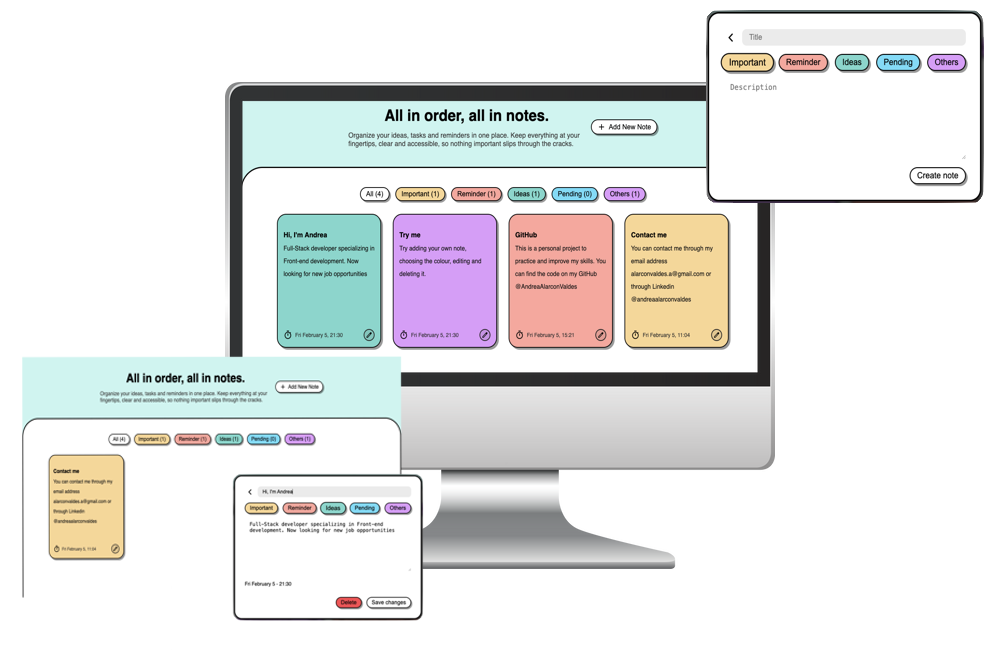 Title
Important Reminder Ideas Pending Others
Description
Create note
All in order, all in notes.
Organize your ideas, tasks and reminders in one place. Keep everything at your
fingertips, clear and accessible, so nothing important slips through the cracks.
+ Add New Note
All (4) Important (1) Reminder (1) Ideas (1) Pending (0) Others (1)
Hi, I'm Andrea
Full-Stack developer specializing in
Front-end development. Now
looking for new job opportunities
Fri February 5, 21:30
Try me
Try adding your own note,
choosing the colour, editing and
deleting it.
Fri February 5, 21:30
GitHub
This is a personal project to
practice and improve my skills. You
can find the code on my GitHub
@AndreaAlarconValdes
Fri February 5, 15:21
Contact me
You can contact me through my
email address
alarconvaldes.a@gmail.com or
through Linkedin
@andreaalarconvaldes
Fri February 5, 11:04
All in order, all in notes.
Organize your ideas, tasks and reminders in one place. Keep everything at your
fingertips, clear and accessible, so nothing important slips through the cracks.
+ Add New Note
All (4) Important (1) Reminder (1) Ideas (1) Pending (0) Others (1)
Contact me
You can contact me through my
email address
alarconvaldes.a@gmail.com or
through Linkedin
@andreaalarconvaldes
Fri February 5, 11:04
Hi, I'm Andrea
Important Reminder Ideas Pending Others
Full-Stack developer specializing in Front-end
development. Now looking for new job opportunities
Fri February 5 - 21:30
Delete Save changes